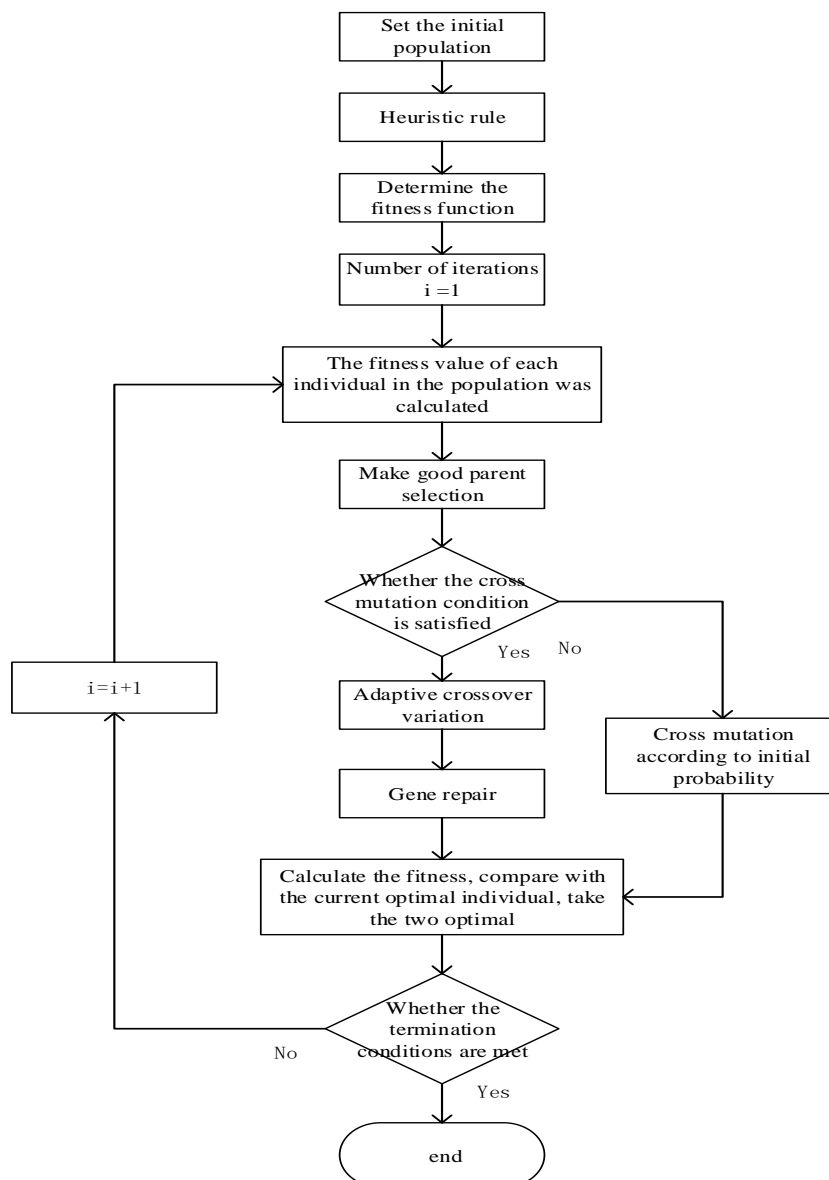 Set the initial
population
Heuristic rule
Determine the
fitness function
Number of iterations
i =1
The fitness value of each
individual in the population was
calculated
Make good parent
selection
Whether the cross
mutation condition
is satisfied
Yes
No
i=i+1
Adaptive crossover
variation
Cross mutation
according to initial
probability
Gene repair
Calculate the fitness, compare with
the current optimal individual, take
the two optimal
Whether the
termination
conditions are met
No
Yes
end